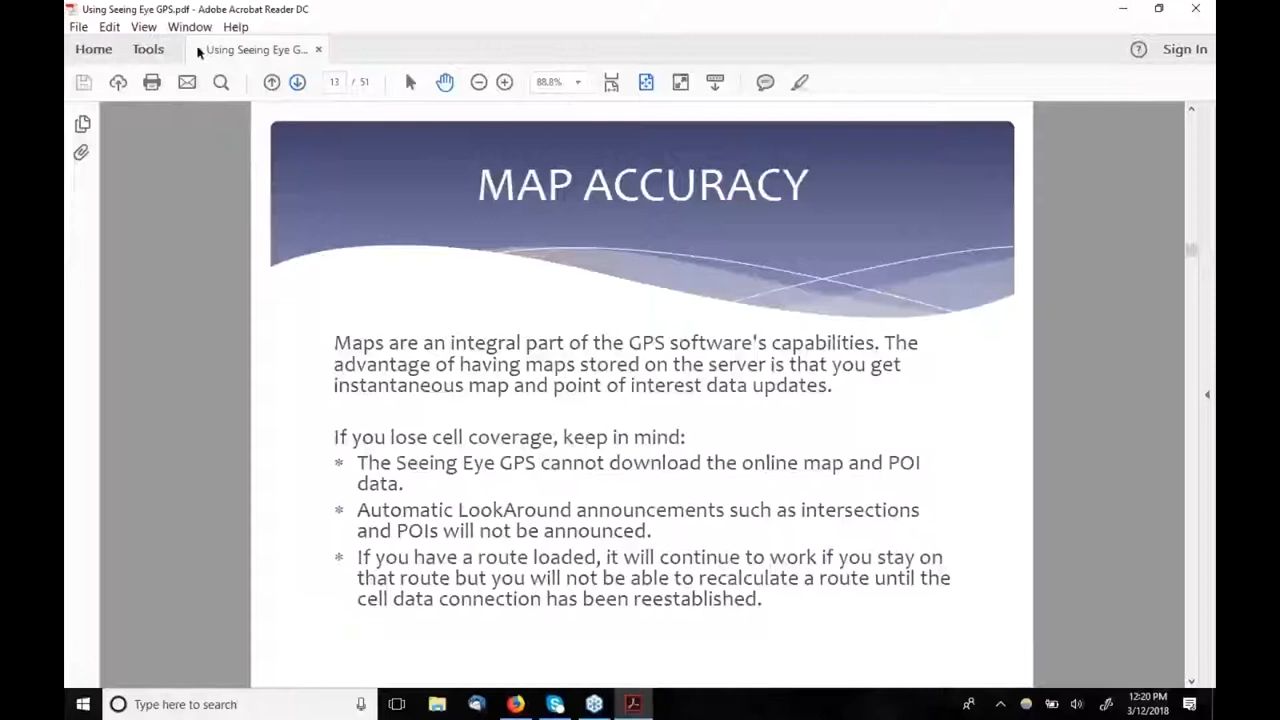 Using Seeing Eye GPS.pdf - Adobe Acrobat Reader DC
File Edit View Window Help
Home Tools Using Seeing Eye G... × Sign In
13 / 51 88.8%
MAP ACCURACY
Maps are an integral part of the GPS software's capabilities. The
advantage of having maps stored on the server is that you get
instantaneous map and point of interest data updates.
If you lose cell coverage, keep in mind:
* The Seeing Eye GPS cannot download the online map and POI
data.
* Automatic LookAround announcements such as intersections
and POIs will not be announced.
* If you have a route loaded, it will continue to work if you stay on
that route but you will not be able to recalculate a route until the
cell data connection has been reestablished.
Type here to search
12:20 PM
3/12/2018